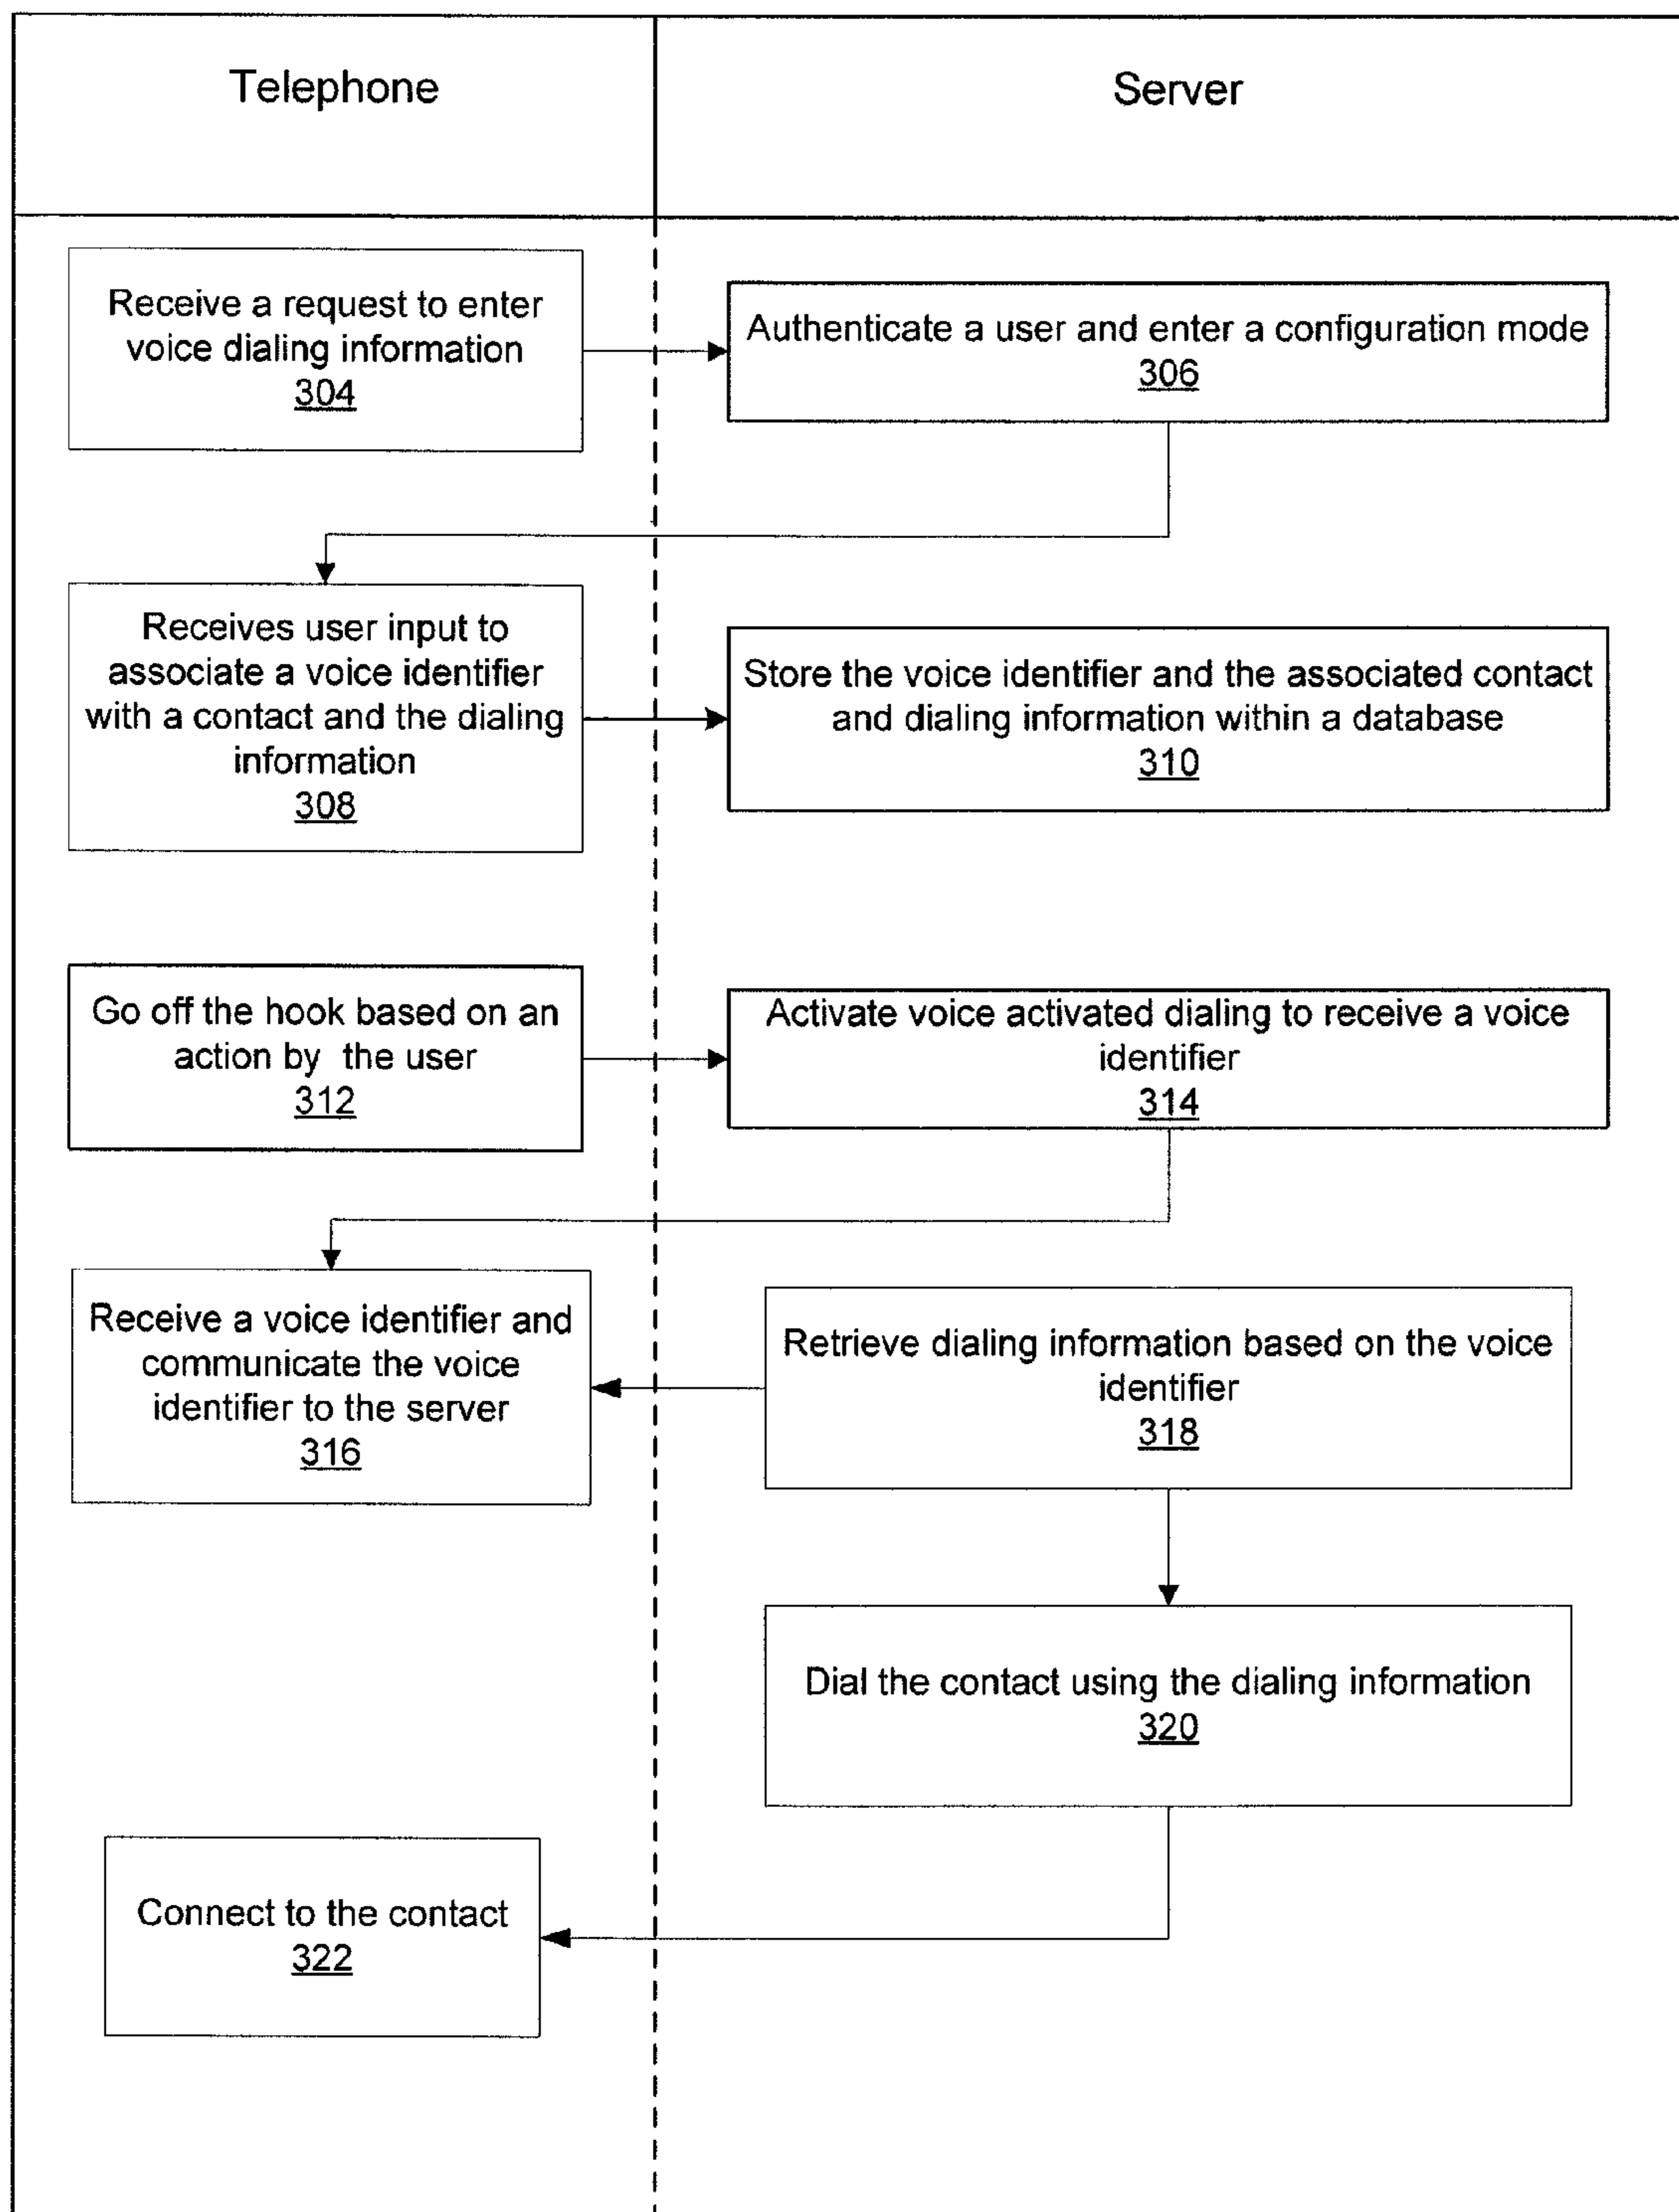 Telephone
Server
Receive a request to enter
voice dialing information
304
Authenticate a user and enter a configuration mode
306
Receives user input to
associate a voice identifier
with a contact and the dialing
information
308
Store the voice identifier and the associated contact
and dialing information within a database
310
Go off the hook based on an
action by the user
312
Activate voice activated dialing to receive a voice
identifier
314
Receive a voice identifier and
communicate the voice
identifier to the server
316
Retrieve dialing information based on the voice
identifier
318
Dial the contact using the dialing information
320
Connect to the contact
322